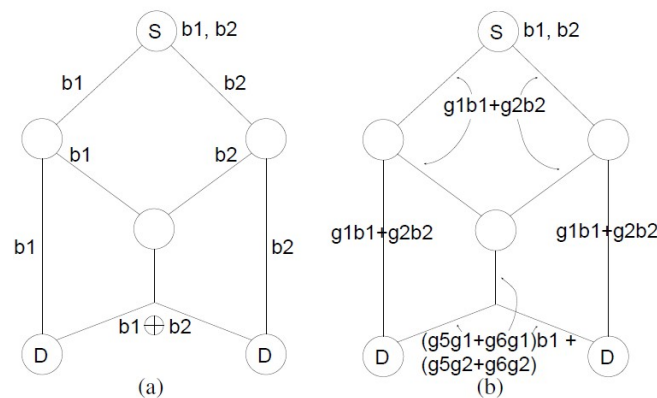 S b1, b2
b1 b2
b1 b2
b1 b2
b1 ⊕ b2
D D
(a)
S b1, b2
g1b1+g2b2
g1b1+g2b2 g1b1+g2b2
(g5g1+g6g1)b1 +
D (g5g2+g6g2) D
(b)